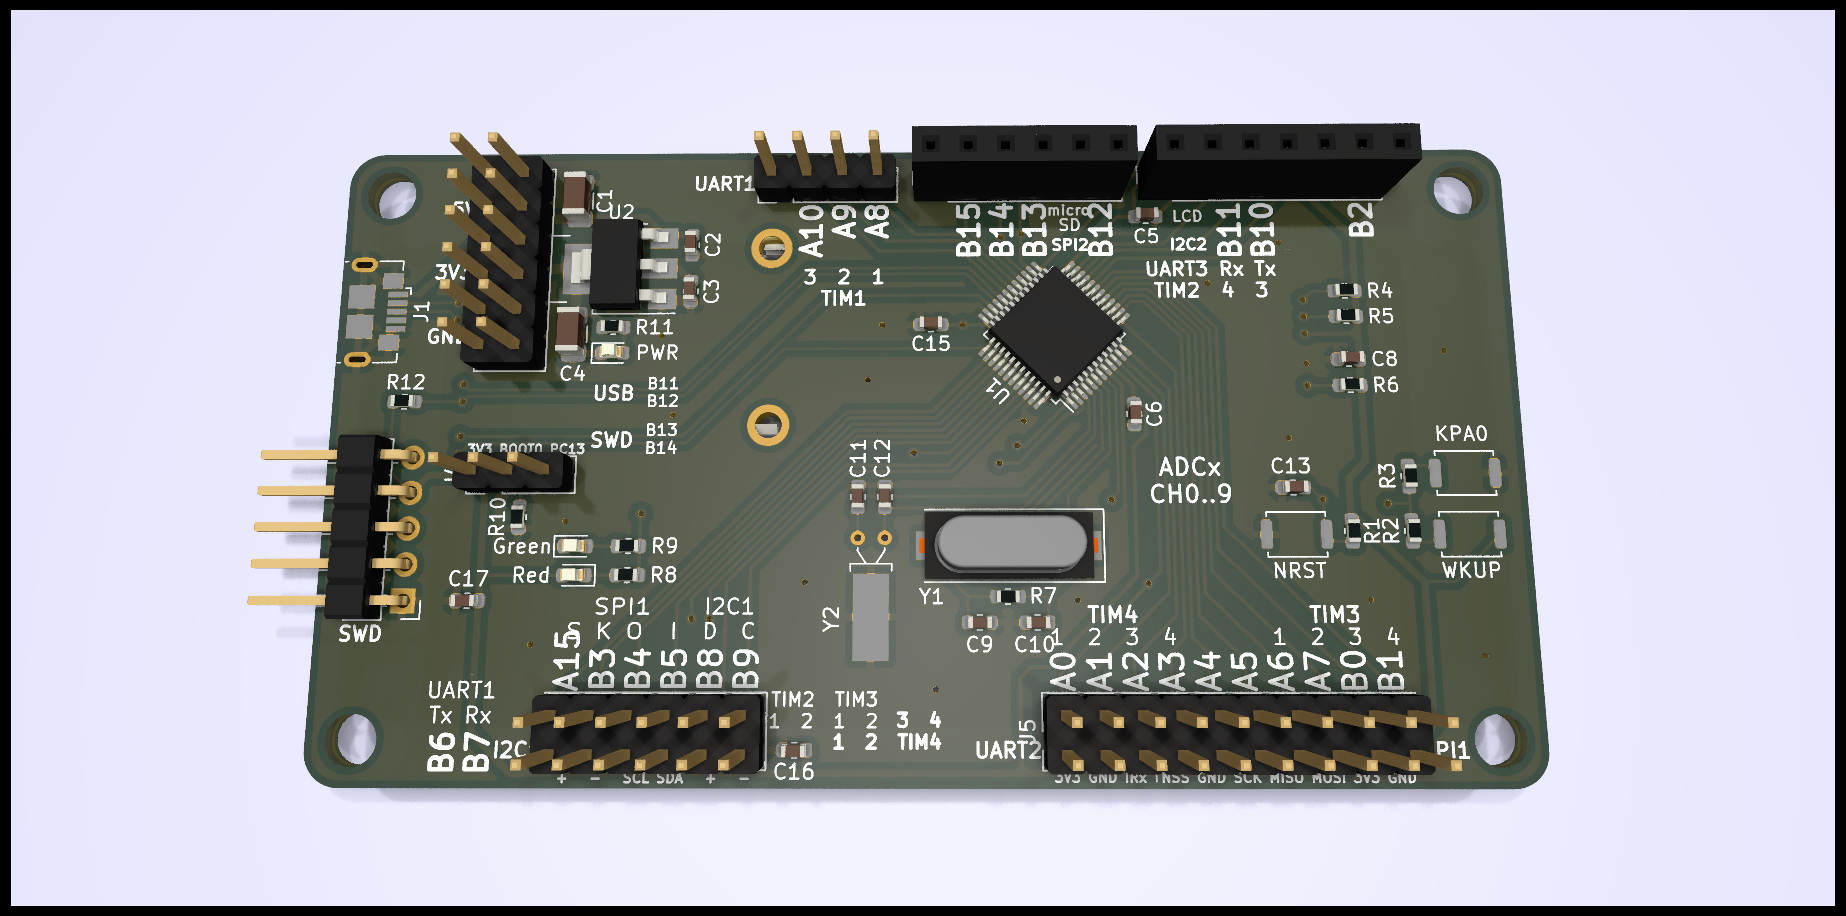 C1
U2
UART1
A10 A9 A8
3 2 1
TIM1
B15 B14 B13 B12
micro
SD
SPI2
C5
LCD
I2C2
B11 B10
B2
UART3 Rx Tx
TIM2 4 3
C2
C3
3V3
J1
R11
PWR
C4
C15
U1
R4
R5
C8
R6
R12
USB B11
B12
SWD B13
B14
3V3 BOOT0 PC13
C6
C11 C12
ADCx
CH0..9
C13
KPA0
R3
R10
Green
R9
Red
R8
C17
SWD
R1 R2
NRST
WKUP
Y1
R7
Y2
C9 C10
SPI1 I2C1
S K O I D C
A15 B3 B4 B5 B8 B9
TIM4 TIM3
1 2 3 4 1 2 3 4
A0 A1 A2 A3 A4 A5 A6 A7 B0 B1
UART1
Tx Rx
B6 B7
TIM2 TIM3
1 2 1 2 3 4
1 2 TIM4
C16
J5
UART2
+ - SCL SDA + -
3V3 GND GND SCK MISO MOSI 3V3 GND